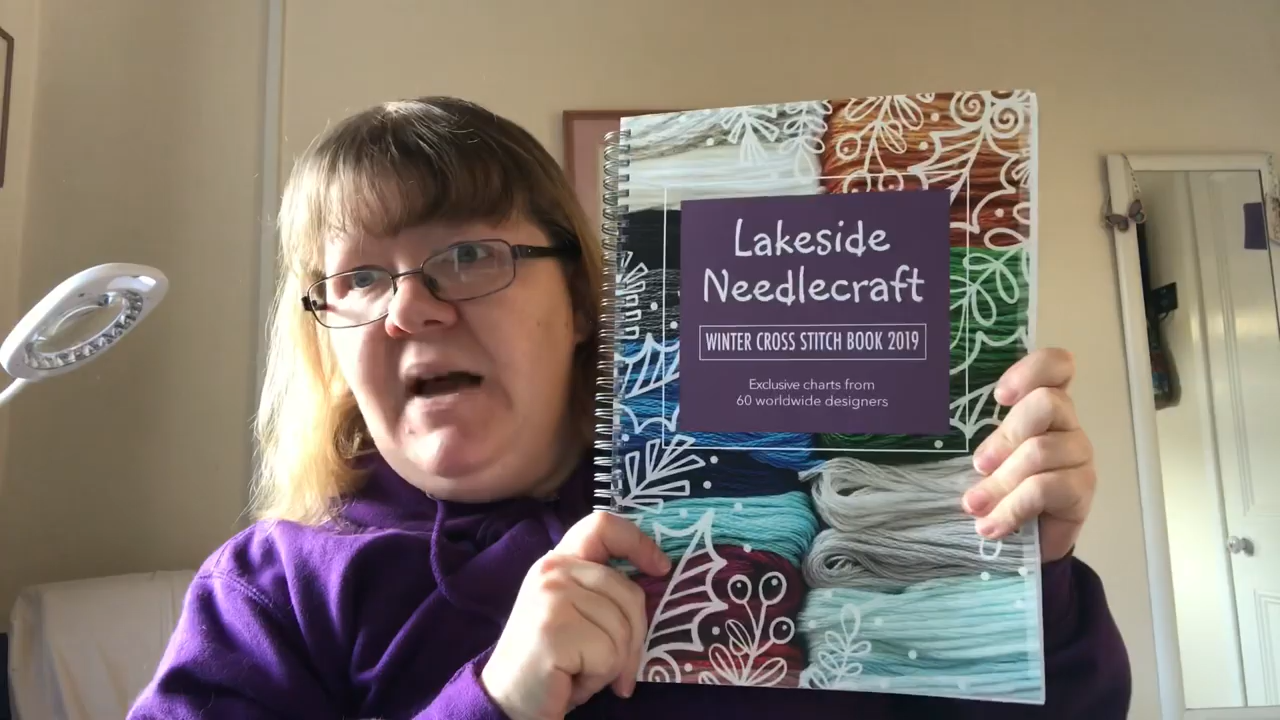 Lakeside
Needlecraft
WINTER CROSS STITCH BOOK 2019
Exclusive charts from
60 worldwide designers